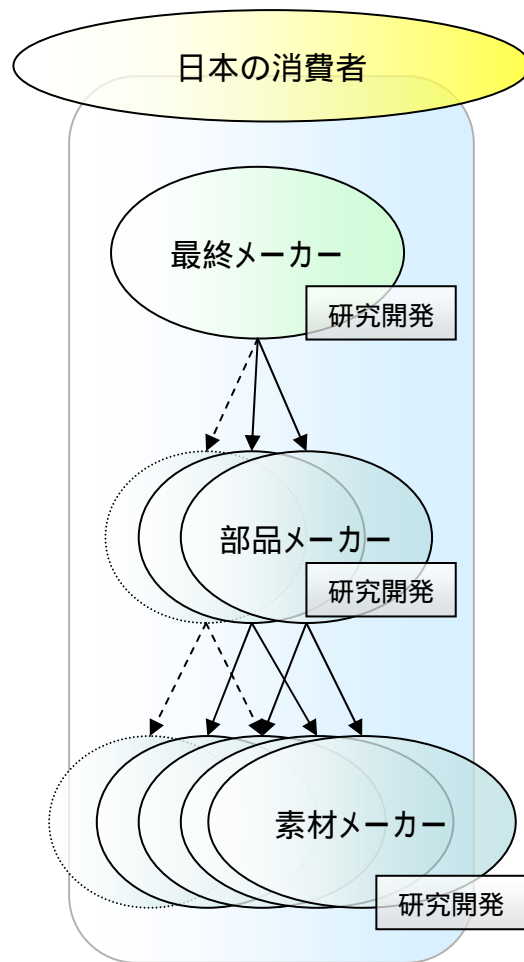 日本の消費者
最終メーカー
研究開発
部品メーカー
研究開発
素材メーカー
研究開発